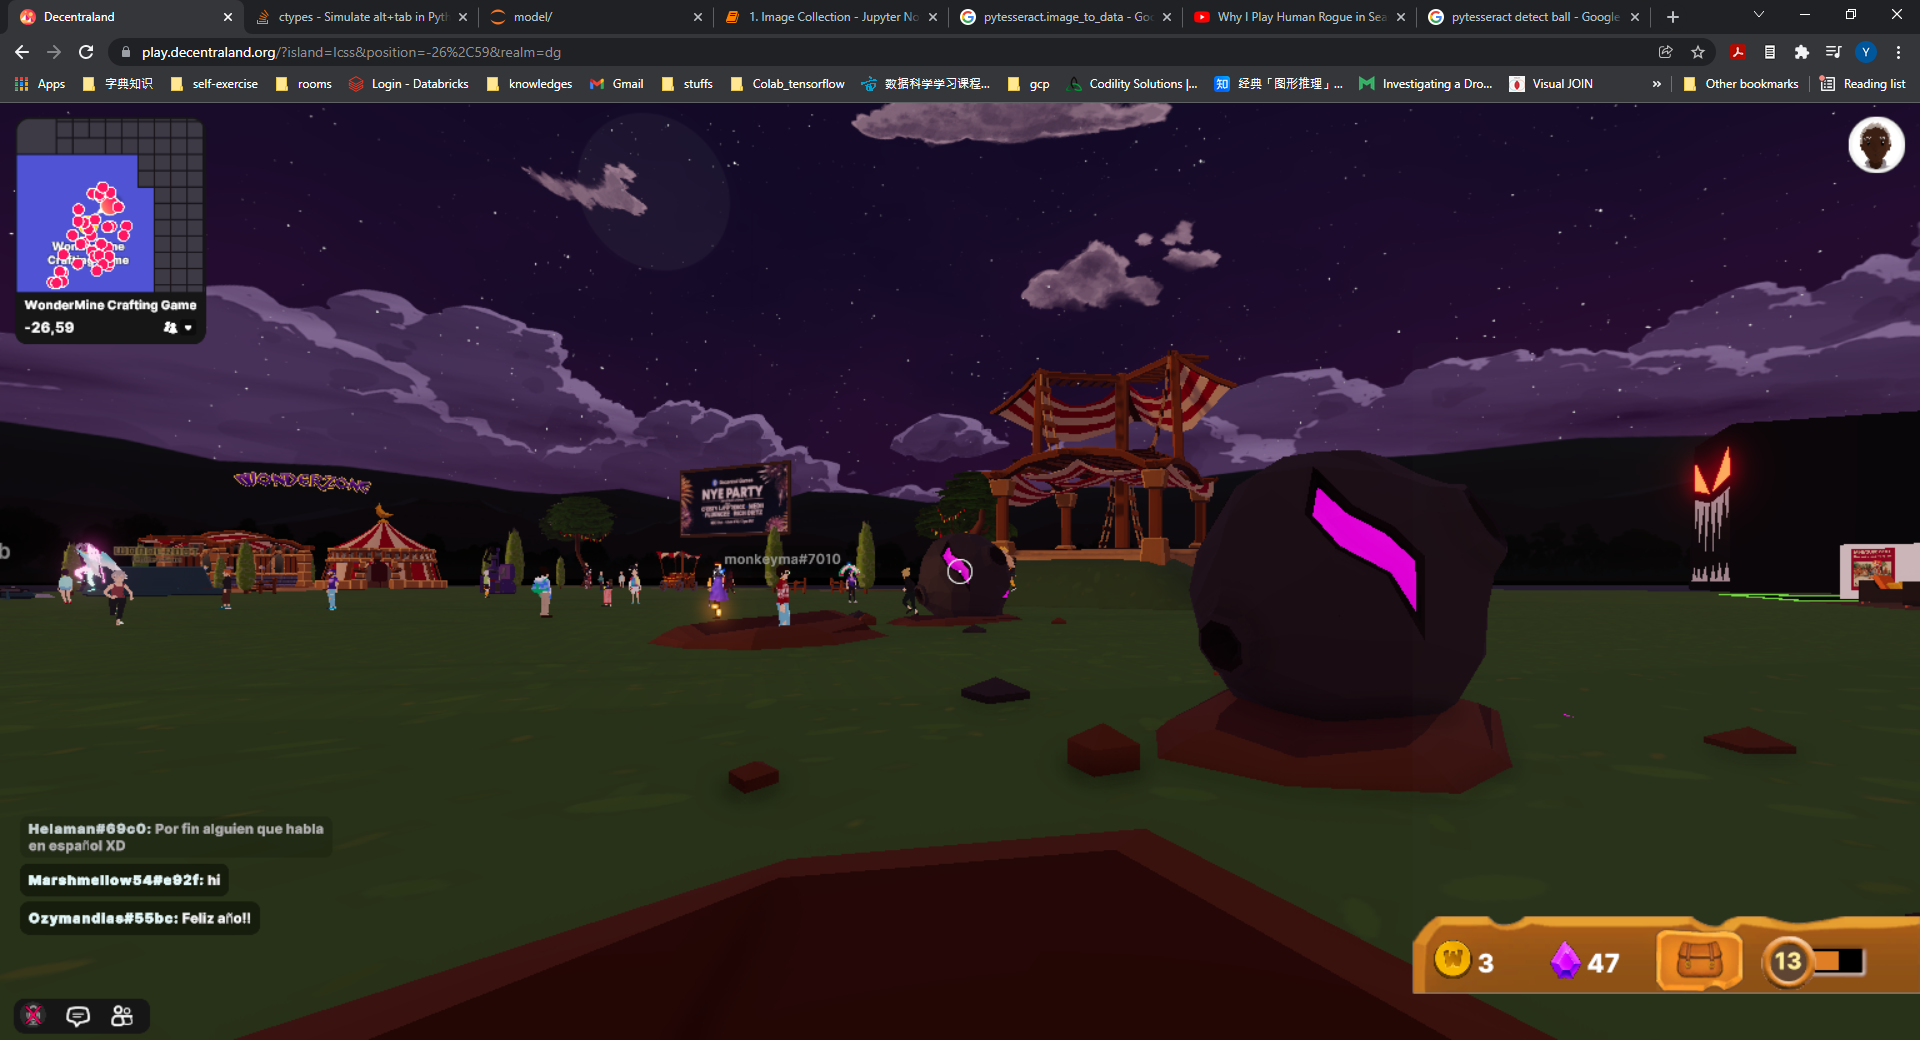 Decentraland
ctypes - Simulate alt+tab in Pyth
model/
1. Image Collection - Jupyter No
pytesseract.image_to_data - Goo
Why I Play Human Rogue in Sea
pytesseract detect ball - Google
play.decentraland.org/?island=Icss&position=-26%2C59&realm=dg
Y
Apps
字典知识
self-exercise
rooms
Login - Databricks
knowledges
Gmail
stuffs
Colab_tensorflow
数据科学学习课程...
gcp
Codility Solutions |...
知
经典「图形推理」...
Investigating a Dro...
Visual JOIN
»
Other bookmarks
Reading list
WonderMine Crafting Game
-26,59
WONDERZONE
NYE PARTY
monkeyma#7010
b
Helaman#69c0: Por fin alguien que habla
en español XD
Marshmellow54#e92f: hi
Ozymandias#55bc: Feliz año!!
W
3
47
13